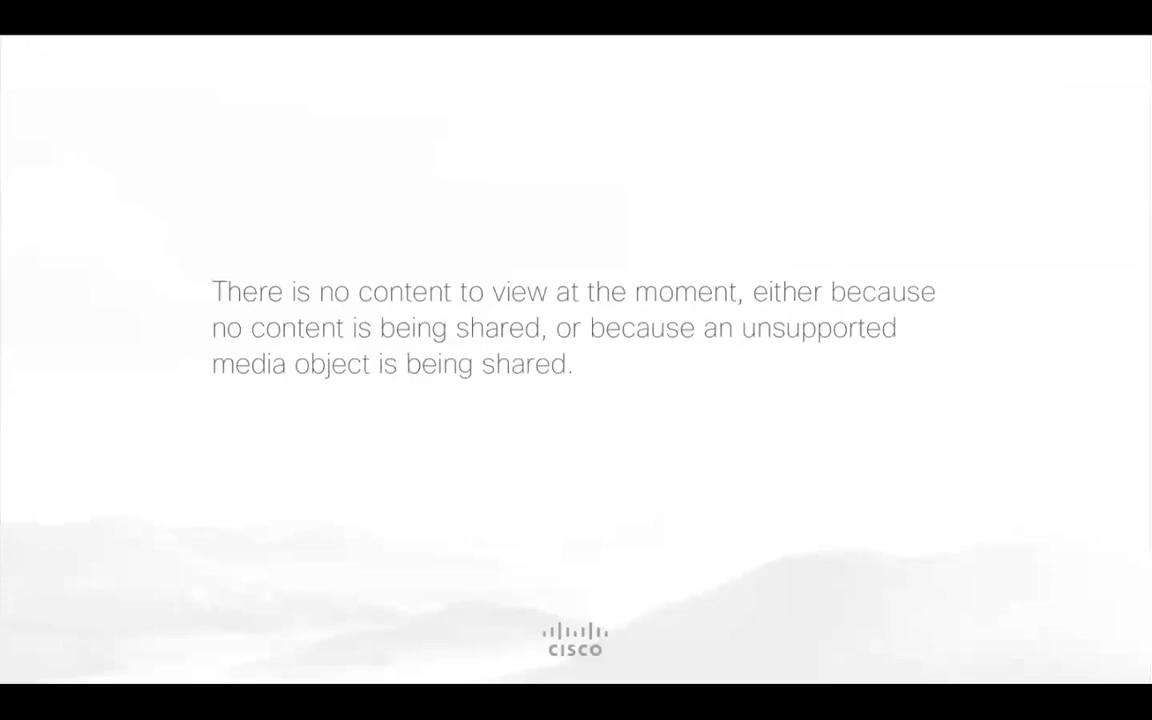 There is no content to view at the moment, either because
no content is being shared, or because an unsupported
media object is being shared.
CISCO